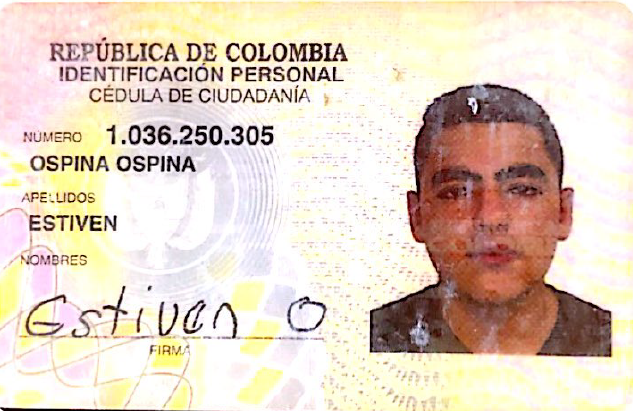 REPÚBLICA DE COLOMBIA
IDENTIFICACIÓN PERSONAL
CÉDULA DE CIUDADANÍA
NÚMERO 1.036.250.305
OSPINA OSPINA
APELLIDOS
ESTIVEN
NOMBRES
Estiven O
FIRMA